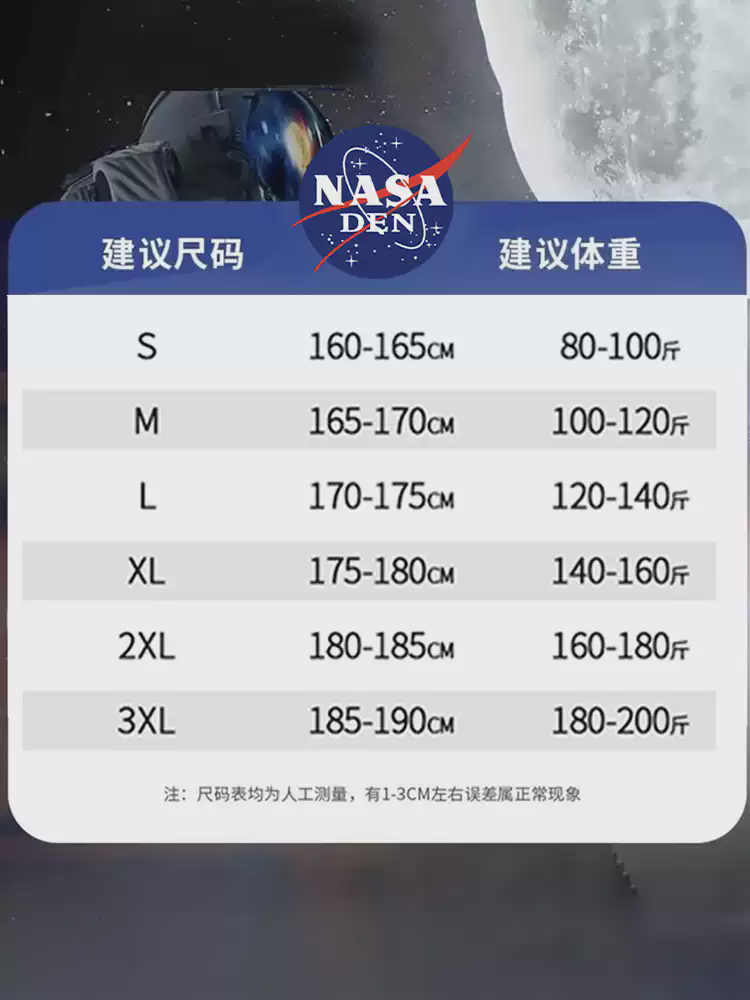 NASA
DEN
建议尺码 建议体重
S 160-165CM 80-100斤
M 165-170CM 100-120斤
L 170-175CM 120-140斤
XL 175-180CM 140-160斤
2XL 180-185CM 160-180斤
3XL 185-190CM 180-200斤
注：尺码表均为人工测量，有1-3CM左右误差属正常现象